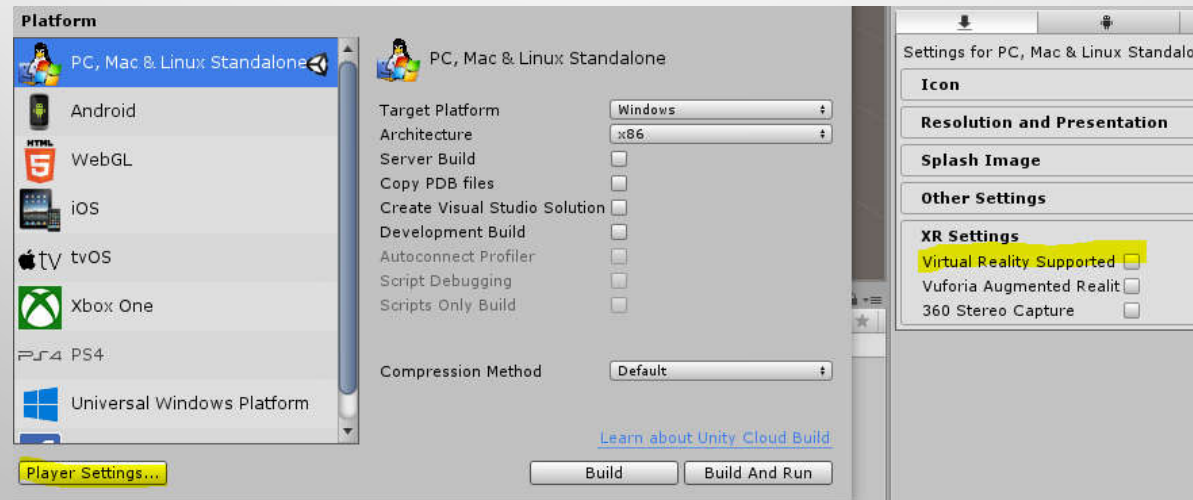 Platform
PC, Mac & Linux Standalone
Android
HTML
WebGL
iOS
tv tvOS
Xbox One
PS4 PS4
Universal Windows Platform
Player Settings...
PC, Mac & Linux Standalone
Target Platform Windows
Architecture x86
Server Build
Copy PDB files
Create Visual Studio Solution
Development Build
Autoconnect Profiler
Script Debugging
Scripts Only Build
Compression Method Default
Learn about Unity Cloud Build
Build Build And Run
Settings for PC, Mac & Linux Standalo
Icon
Resolution and Presentation
Splash Image
Other Settings
XR Settings
Virtual Reality Supported
Vuforia Augmented Realit
360 Stereo Capture